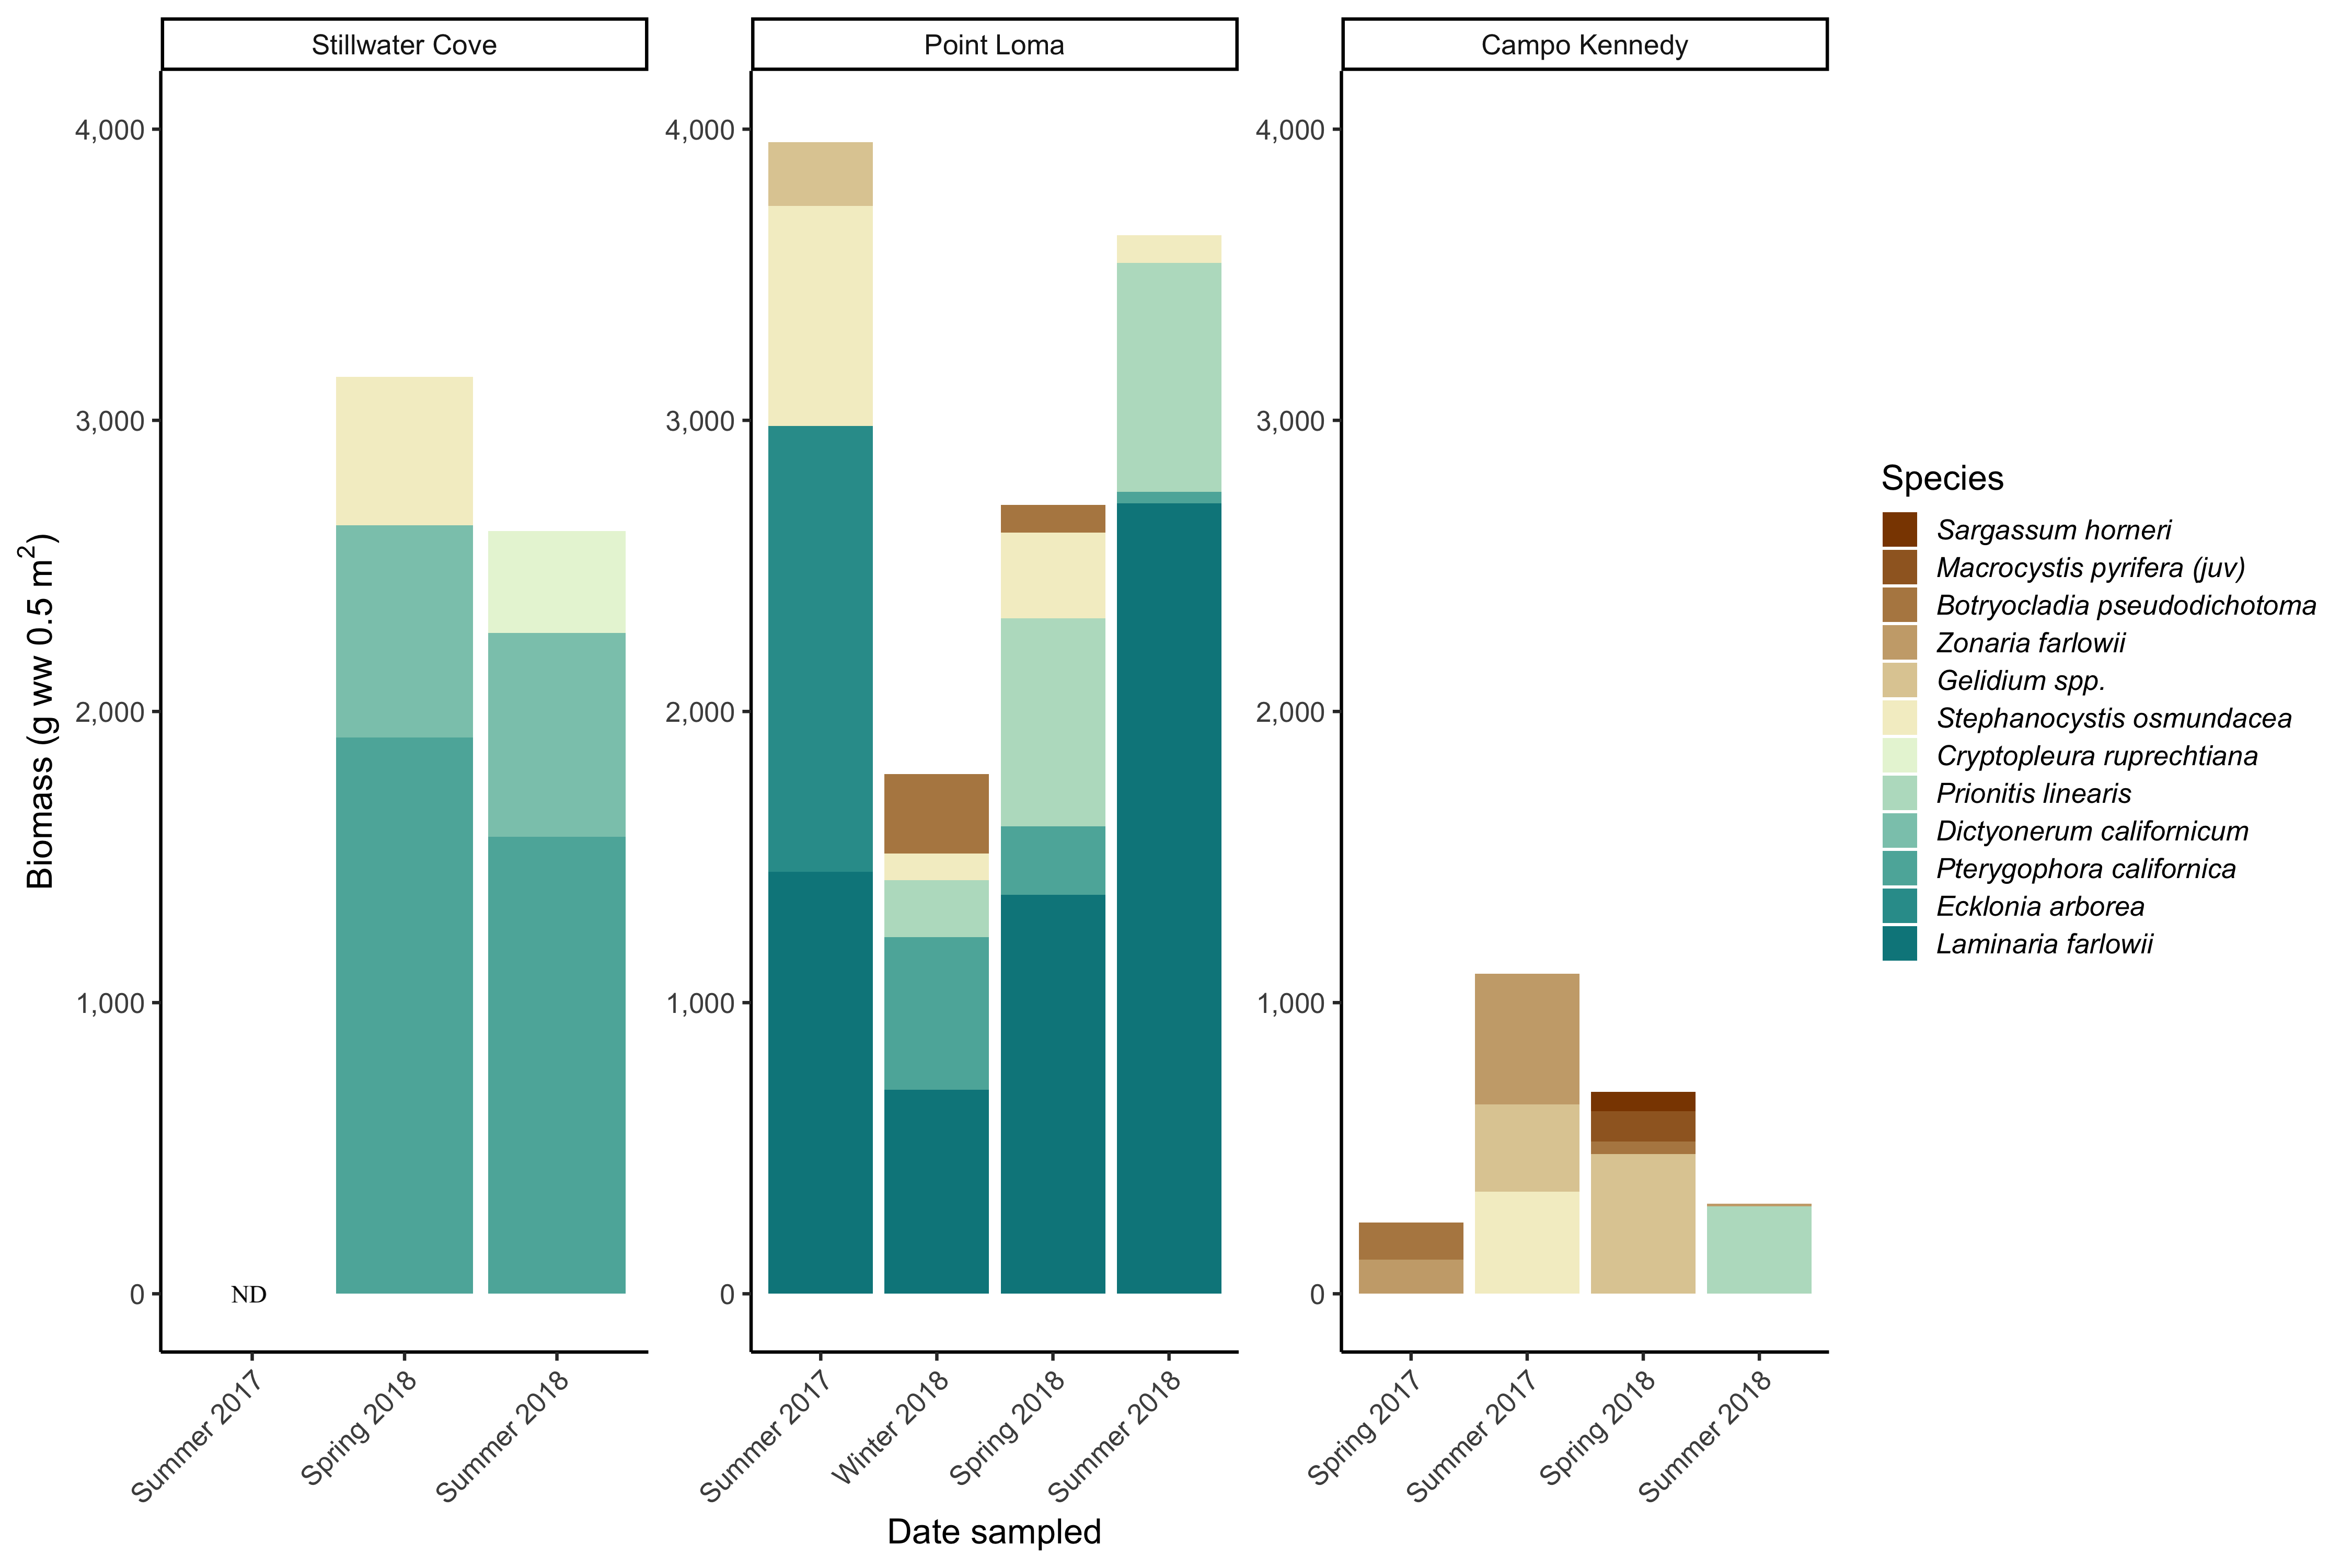 Stillwater Cove
Point Loma
Campo Kennedy
4,000
3,000
2,000
1,000
0
4,000
3,000
2,000
1,000
0
4,000
3,000
2,000
1,000
0
Biomass (g ww 0.5 m²)
ND
Summer 2017
Spring 2018
Summer 2018
Summer 2017
Winter 2018
Spring 2018
Summer 2018
Spring 2017
Summer 2017
Spring 2018
Summer 2018
Date sampled
Species
Sargassum horneri
Macrocystis pyrifera (juv)
Botryocladia pseudodichotoma
Zonaria farlowii
Gelidium spp.
Stephanocystis osmundacea
Cryptopleura ruprechtiana
Prionitis linearis
Dictyonerum californicum
Pterygophora californica
Ecklonia arborea
Laminaria farlowii